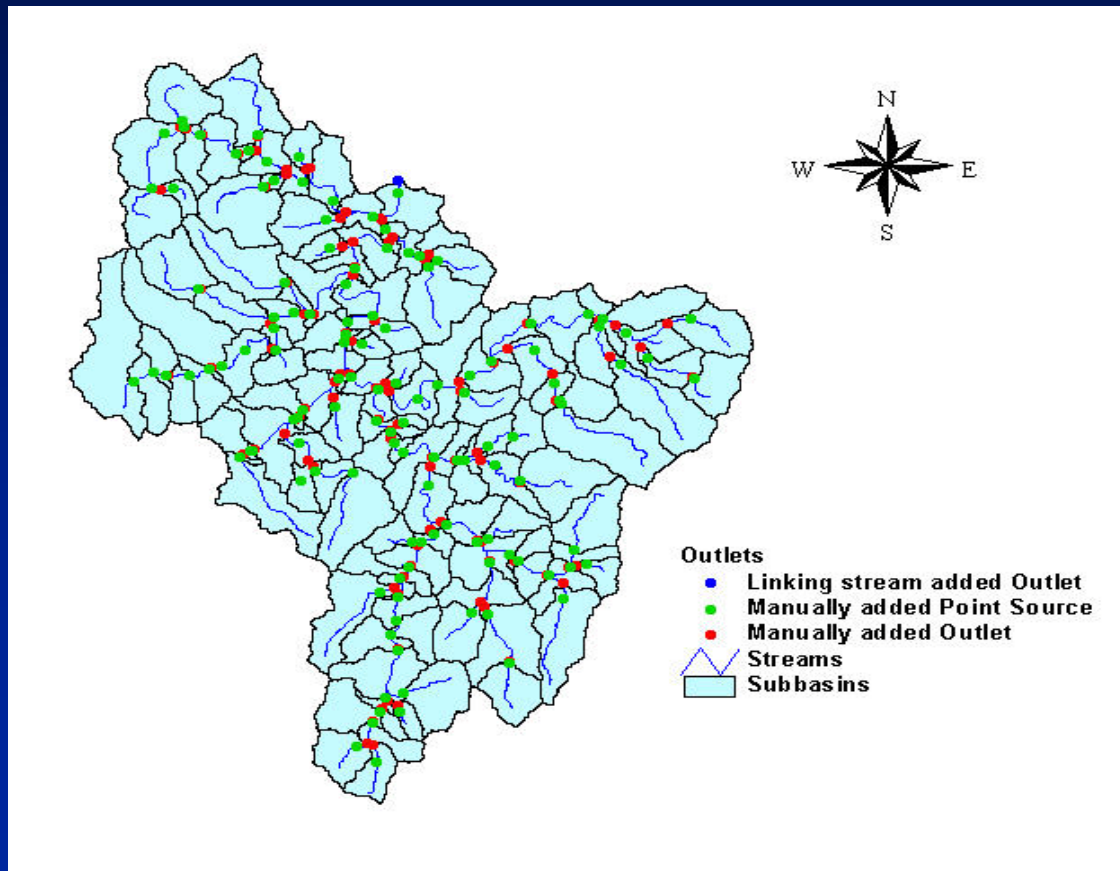 N
W E
S
Outlets
Linking stream added Outlet
Manually added Point Source
Manually added Outlet
Streams
Subbasins